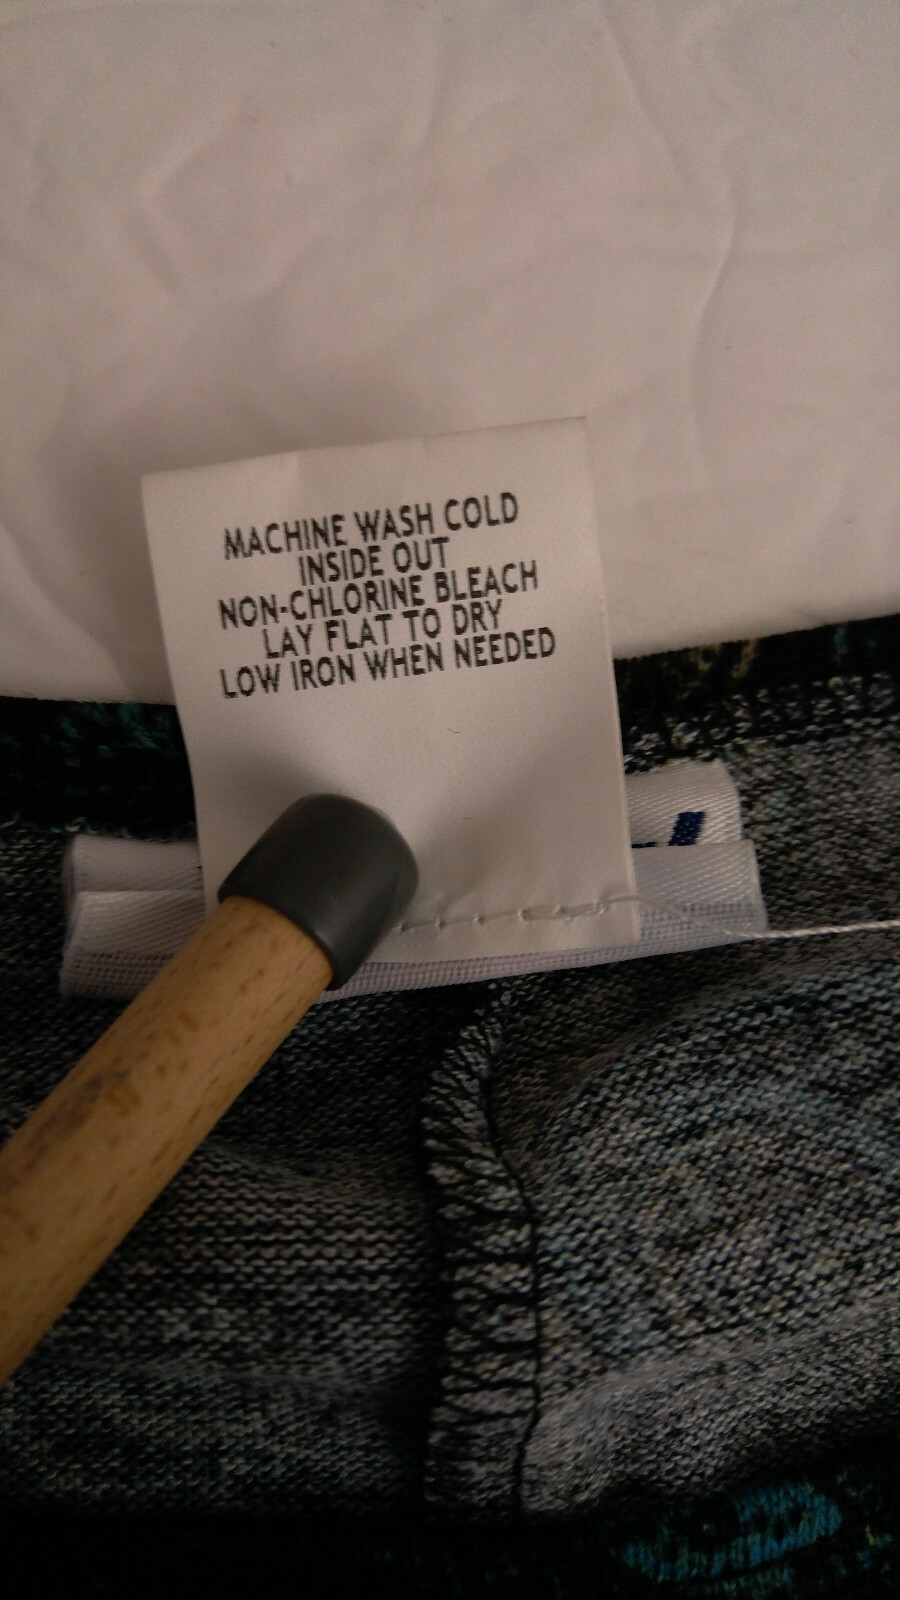 MACHINE WASH COLD
INSIDE OUT
NON-CHLORINE BLEACH
LAY FLAT TO DRY
LOW IRON WHEN NEEDED